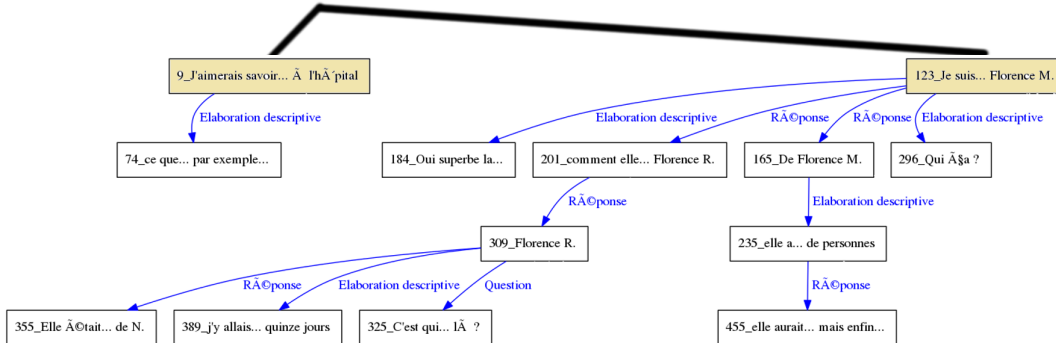 9_J'aimerais savoir... Ã l'hÃ´pital
123_Je suis... Florence M.
Elaboration descriptive
Elaboration descriptive
RÃ©ponse
RÃ©ponse
Elaboration descriptive
74_ce que... par exemple...
184_Oui superbe la...
201_comment elle... Florence R.
165_De Florence M.
296_Qui Ã§a ?
RÃ©ponse
Elaboration descriptive
309_Florence R.
235_elle a... de personnes
RÃ©ponse
Elaboration descriptive
Question
RÃ©ponse
355_Elle Ã©tait... de N.
389_j'y allais... quinze jours
325_C'est qui... lÃ ?
455_elle aurait... mais enfin...